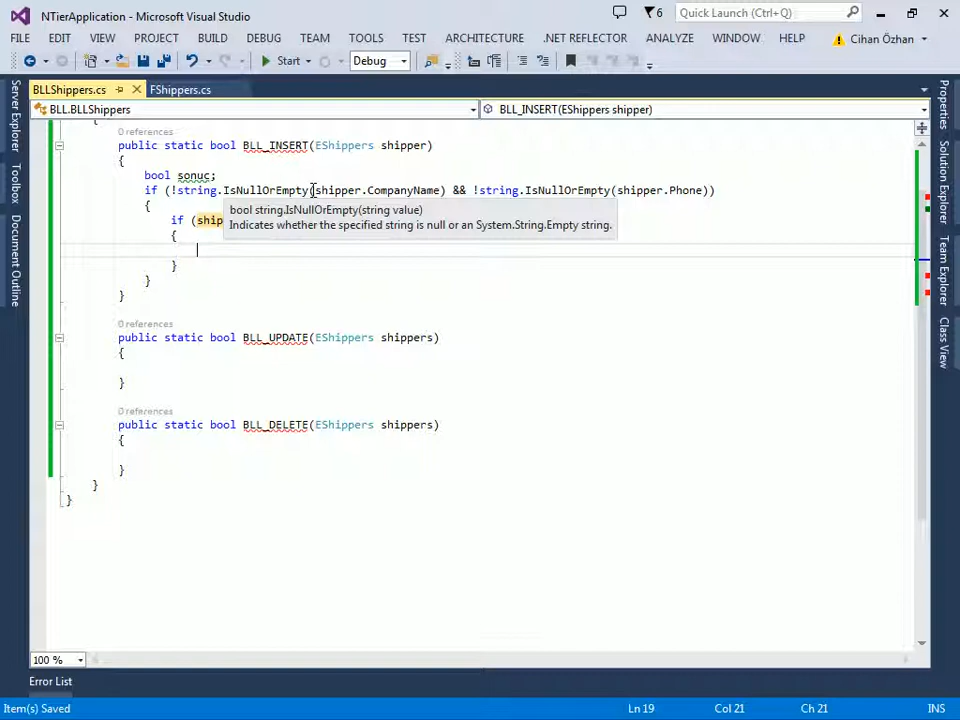 NTierApplication - Microsoft Visual Studio
6
Quick Launch (Ctrl+Q)
FILE EDIT VIEW PROJECT BUILD DEBUG TEAM TOOLS TEST ARCHITECTURE .NET REFLECTOR ANALYZE WINDOW HELP Cihan Özhan
Start Debug
BLLShippers.cs FShippers.cs
BLL.BLLShippers BLL_INSERT(EShippers shipper)
Server Explorer
Toolbox
Document Outline
{
0 references
public static bool BLL_INSERT(EShippers shipper)
{
bool sonuc;
if (!string.IsNullOrEmpty(shipper.CompanyName) && !string.IsNullOrEmpty(shipper.Phone))
{
if (ship
bool string.IsNullOrEmpty(string value)
Indicates whether the specified string is null or an System.String.Empty string.
{
}
}
}
0 references
public static bool BLL_UPDATE(EShippers shippers)
{
}
0 references
public static bool BLL_DELETE(EShippers shippers)
{
}
}
}
Properties
Solution Explorer
Team Explorer
Class View
100 %
Error List
Item(s) Saved Ln 19 Col 21 Ch 21 INS